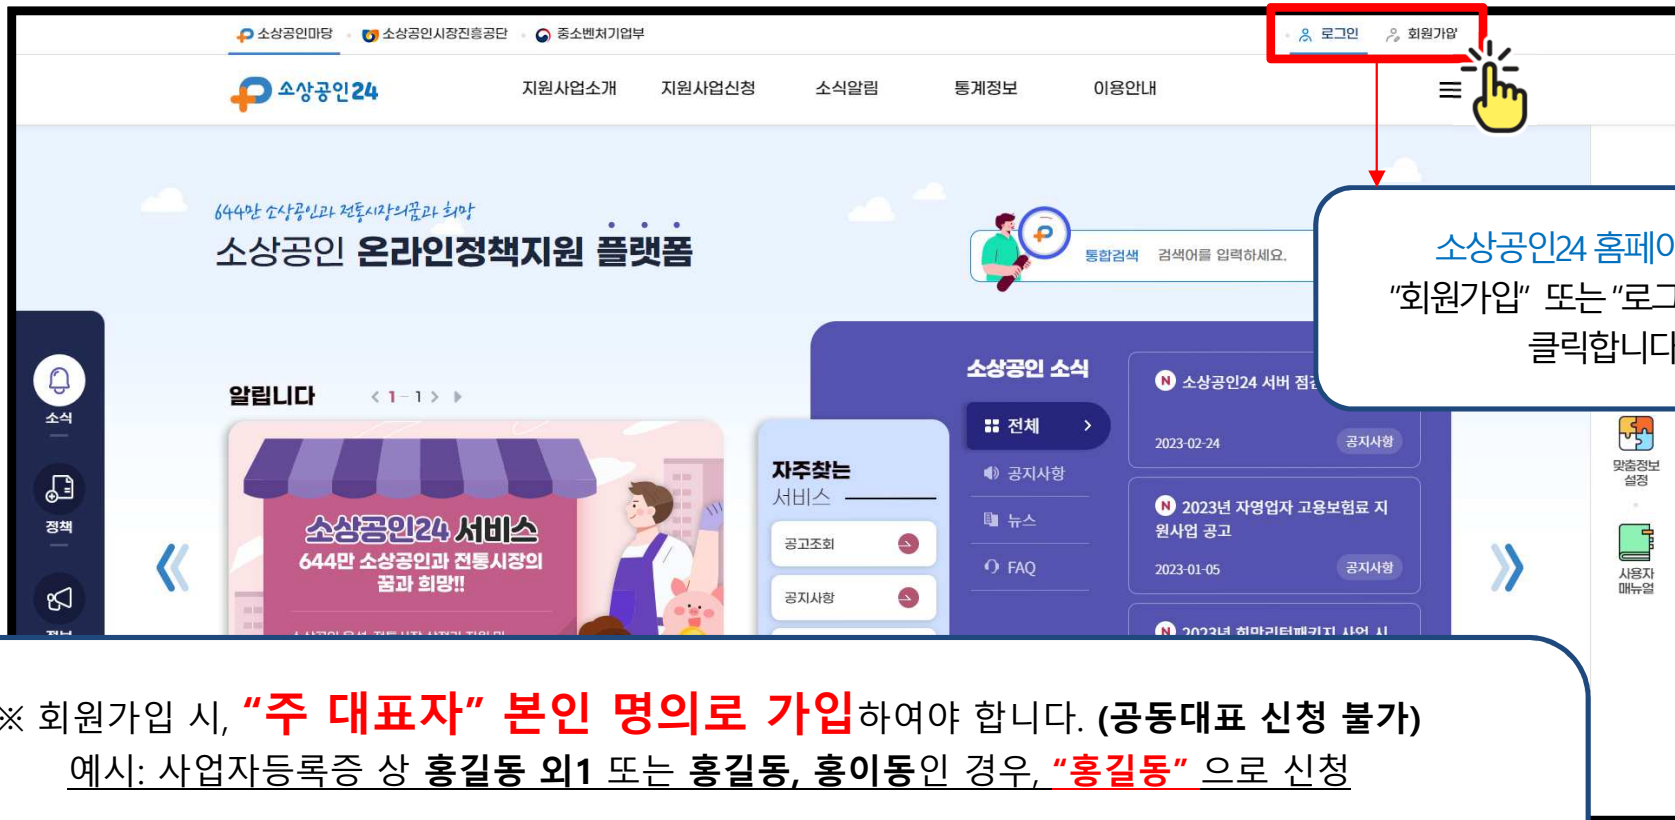 소상공인마당 소상공인시장진흥공단 중소벤처기업부
로그인 회원가입
소상공인24
지원사업소개 지원사업신청 소식알림 통계정보 이용안내
644만 소상공인과 전통시장의 꿈과 희망
소상공인 온라인정책지원 플랫폼
통합검색 검색어를 입력하세요.
소상공인24 홈페이
“회원가입” 또는 “로그
클릭합니다
소식
정책
알립니다
< 1 - 1 >
소상공인24 서비스
644만 소상공인과 전통시장의
꿈과 희망!!
자주찾는
서비스
공고조회
공지사항
소상공인 소식
전체 >
공지사항
뉴스
FAQ
N 소상공인24 서버 점검
2023-02-24 공지사항
N 2023년 자영업자 고용보험료 지
원사업 공고
2023-01-05 공지사항
N 2023년 희망리턴패키지 사업 시
맞춤정보
설정
사용자
매뉴얼
※ 회원가입 시, “주 대표자” 본인 명의로 가입하여야 합니다. (공동대표 신청 불가)
예시: 사업자등록증 상 홍길동 외1 또는 홍길동, 홍이동인 경우, “홍길동” 으로 신청